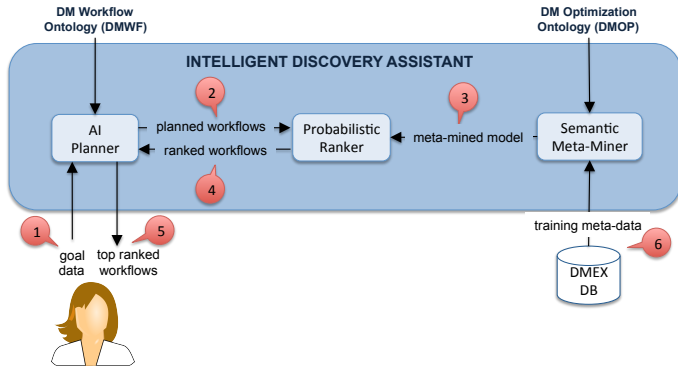 DM Workflow
Ontology (DMWF)
DM Optimization
Ontology (DMOP)
INTELLIGENT DISCOVERY ASSISTANT
2
3
AI
Planner
planned workflows
ranked workflows
Probabilistic
Ranker
meta-mined model
Semantic
Meta-Miner
4
1
5
goal
data
top ranked
workflows
training meta-data
6
DMEX
DB